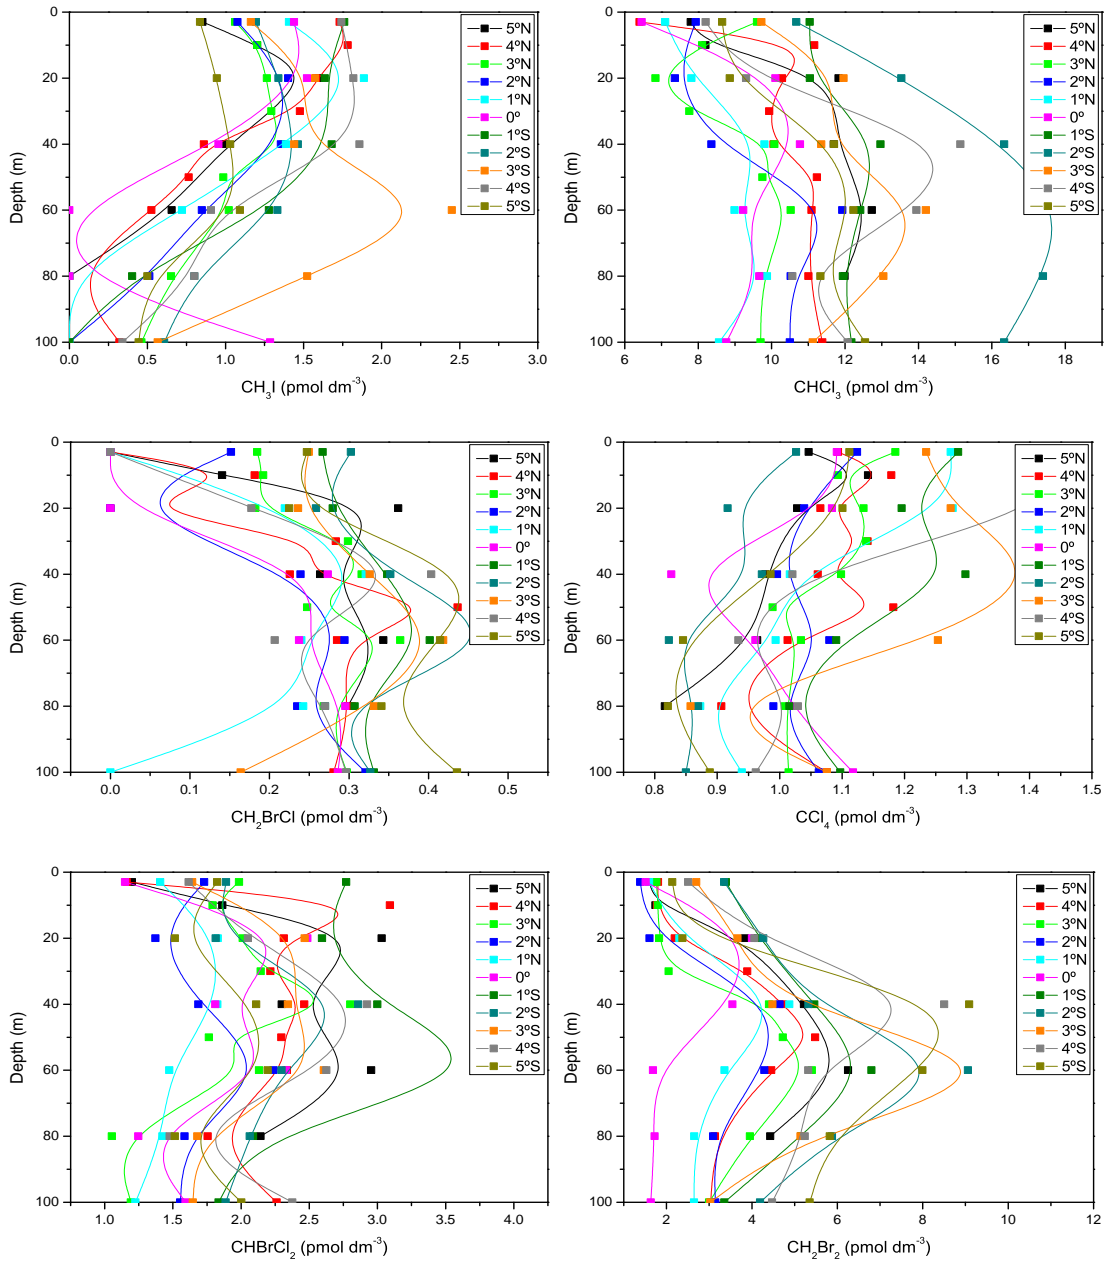 0
20
40
60
80
100
Depth (m)
0.0 0.5 1.0 1.5 2.0 2.5 3.0
CH₃I (pmol dm⁻³)
5ºN
4ºN
3ºN
2ºN
1ºN
0º
1ºS
2ºS
3ºS
4ºS
5ºS
0
20
40
60
80
100
Depth (m)
6 8 10 12 14 16 18
CHCl₃ (pmol dm⁻³)
5ºN
4ºN
3ºN
2ºN
1ºN
0º
1ºS
2ºS
3ºS
4ºS
5ºS
0
20
40
60
80
100
Depth (m)
0.0 0.1 0.2 0.3 0.4 0.5
CH₂BrCl (pmol dm⁻³)
5ºN
4ºN
3ºN
2ºN
1ºN
0º
1ºS
2ºS
3ºS
4ºS
5ºS
0
20
40
60
80
100
Depth (m)
0.8 0.9 1.0 1.1 1.2 1.3 1.4 1.5
CCl₄ (pmol dm⁻³)
5ºN
4ºN
3ºN
2ºN
1ºN
0º
1ºS
2ºS
3ºS
4ºS
5ºS
0
20
40
60
80
100
Depth (m)
1.0 1.5 2.0 2.5 3.0 3.5 4.0
CHBrCl₂ (pmol dm⁻³)
5ºN
4ºN
3ºN
2ºN
1ºN
0º
1ºS
2ºS
3ºS
4ºS
5ºS
0
20
40
60
80
100
Depth (m)
2 4 6 8 10 12
CH₂Br₂ (pmol dm⁻³)
5ºN
4ºN
3ºN
2ºN
1ºN
0º
1ºS
2ºS
3ºS
4ºS
5ºS